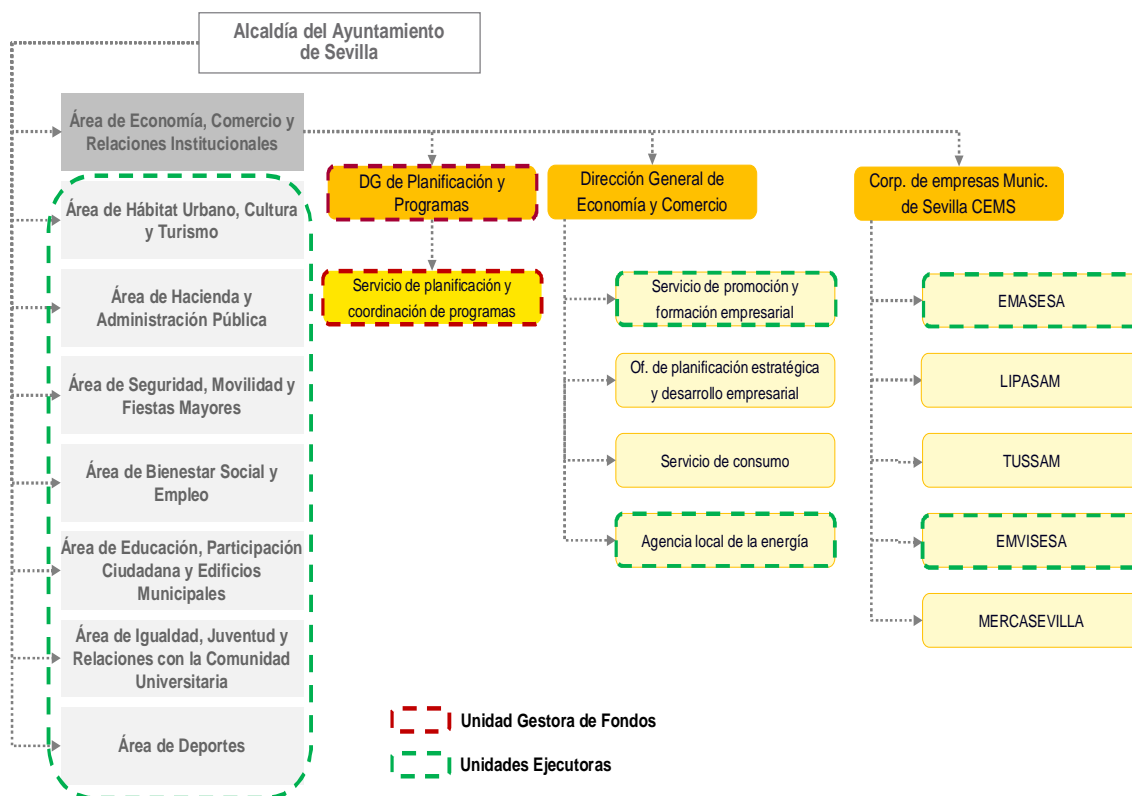 Alcaldía del Ayuntamiento
de Sevilla
Área de Economía, Comercio y
Relaciones Institucionales
DG de Planificación y
Programas
Dirección General de
Economía y Comercio
Corp. de empresas Munic.
de Sevilla CEMS
Área de Hábitat Urbano, Cultura
y Turismo
Servicio de planificación y
coordinación de programas
Servicio de promoción y
formación empresarial
EMASESA
Área de Hacienda y
Administración Pública
Of. de planificación estratégica
y desarrollo empresarial
LIPASAM
Área de Seguridad, Movilidad y
Fiestas Mayores
Servicio de consumo
TUSSAM
Área de Bienestar Social y
Empleo
Agencia local de la energía
EMVISESA
Área de Educación, Participación
Ciudadana y Edificios
Municipales
MERCASEVILLA
Área de Igualdad, Juventud y
Relaciones con la Comunidad
Universitaria
Área de Deportes
Unidad Gestora de Fondos
Unidades Ejecutoras